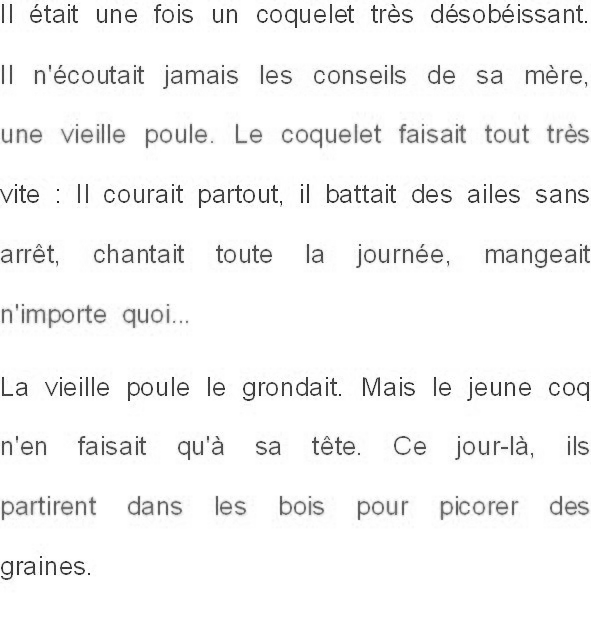 Il était une fois un coquelet très désobéissant.
Il n'écoutait jamais les conseils de sa mère,
une vieille poule. Le coquelet faisait tout très
vite : Il courait partout, il battait des ailes sans
arrêt, chantait toute la journée, mangeait
n'importe quoi...
La vieille poule le grondait. Mais le jeune coq
n'en faisait qu'à sa tête. Ce jour-là, ils
partirent dans les bois pour picorer des
graines.